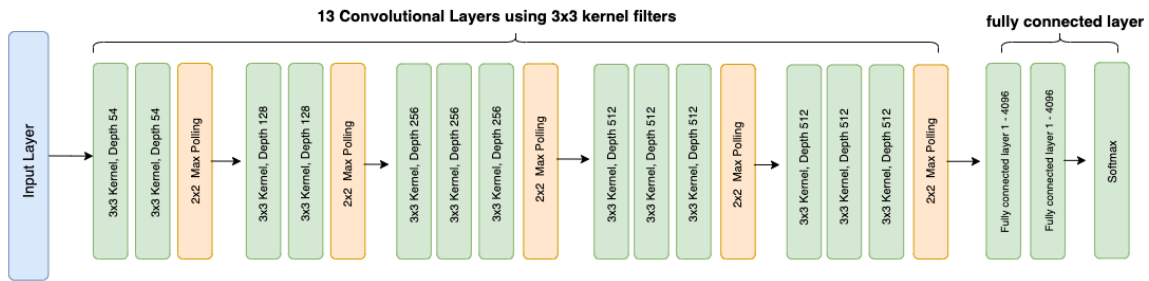 13 Convolutional Layers using 3x3 kernel filters
fully connected layer
Input Layer
3x3 Kernel, Depth 54
3x3 Kernel, Depth 54
2x2 Max Polling
3x3 Kernel, Depth 128
3x3 Kernel, Depth 128
2x2 Max Polling
3x3 Kernel, Depth 256
3x3 Kernel, Depth 256
3x3 Kernel, Depth 256
2x2 Max Polling
3x3 Kernel, Depth 512
3x3 Kernel, Depth 512
3x3 Kernel, Depth 512
2x2 Max Polling
3x3 Kernel, Depth 512
3x3 Kernel, Depth 512
3x3 Kernel, Depth 512
2x2 Max Polling
Fully connected layer 1 - 4096
Fully connected layer 1 - 4096
Softmax